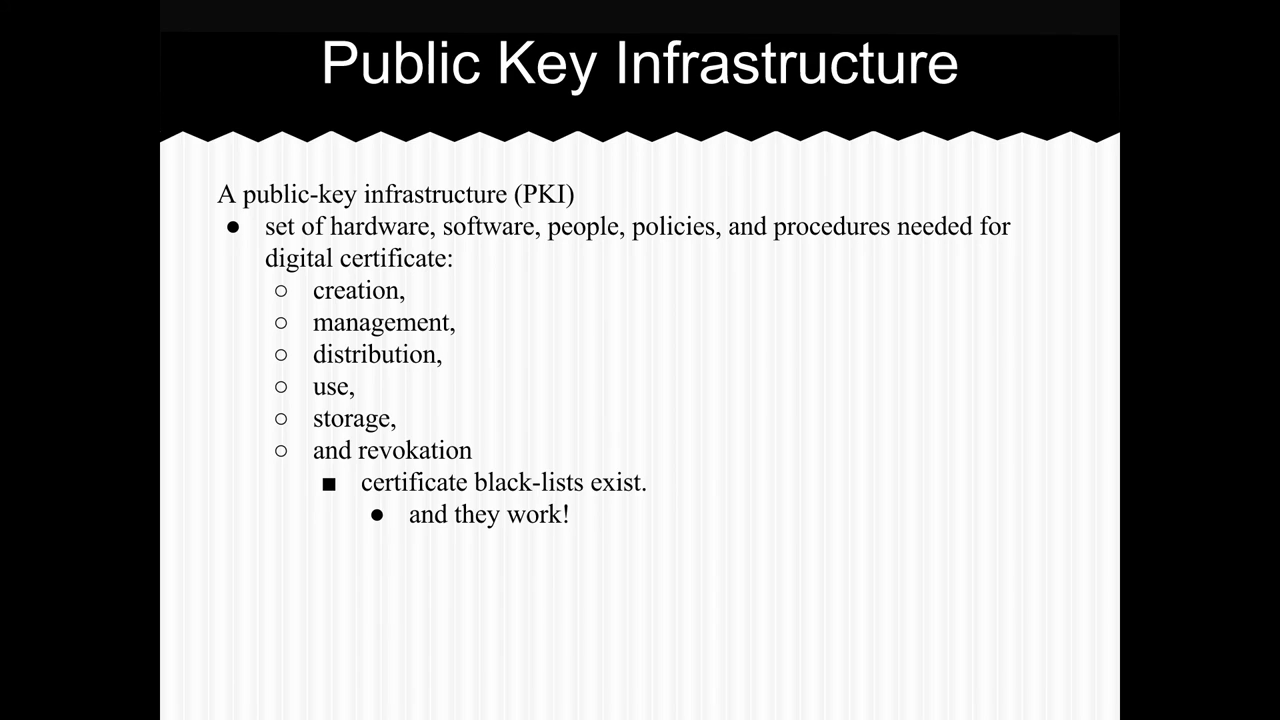 Public Key Infrastructure
A public-key infrastructure (PKI)
● set of hardware, software, people, policies, and procedures needed for
digital certificate:
○ creation,
○ management,
○ distribution,
○ use,
○ storage,
○ and revokation
■ certificate black-lists exist.
● and they work!